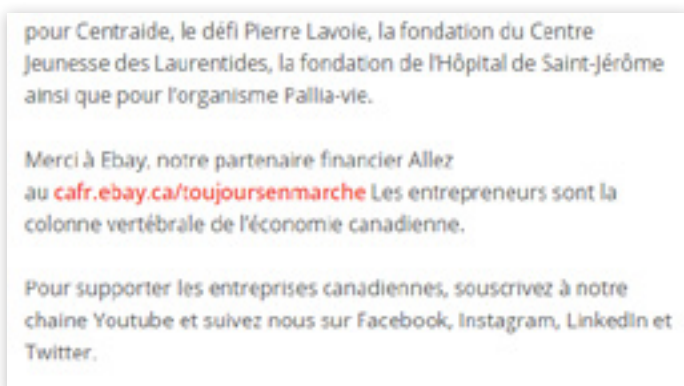 pour Centraide, le défi Pierre Lavoie, la fondation du Centre
Jeunesse des Laurentides, la fondation de l'Hôpital de Saint-Jérôme
ainsi que pour l'organisme Pallia-vie.
Merci à Ebay, notre partenaire financier Allez
au cafr.ebay.ca/toujoursenmarche Les entrepreneurs sont la
colonne vertébrale de l'économie canadienne.
Pour supporter les entreprises canadiennes, souscrivez à notre
chaine Youtube et suivez nous sur Facebook, Instagram, LinkedIn et
Twitter.